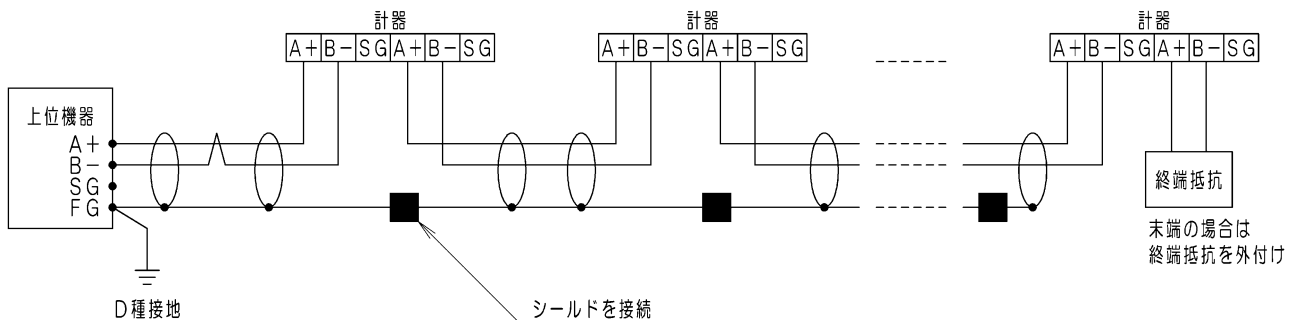 計器
計器
計器
A+ B- SG A+ B- SG
A+ B- SG A+ B- SG
A+ B- SG A+ B- SG
上位機器
A+
B-
SG
FG
D種接地
シールドを接続
終端抵抗
末端の場合は
終端抵抗を外付け